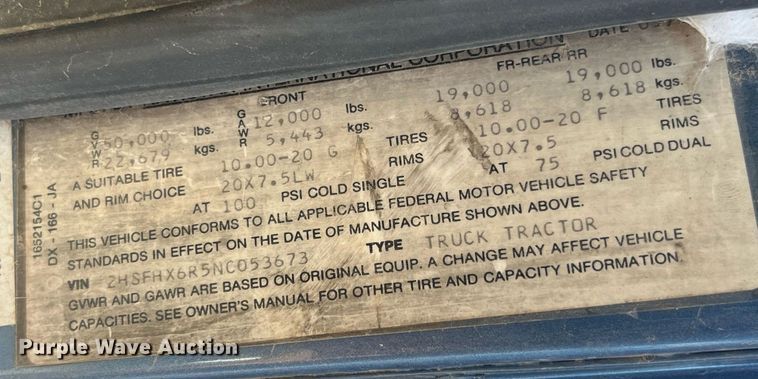 INTERNATIONAL CORPORATION DATE
FRONT FR-REAR/RR
GVWR 50,000 lbs. GAWR 12,000 lbs. 19,000 19,000 lbs.
22,679 kgs. 5,443 kgs. 8,618 8,618 kgs.
A SUITABLE TIRE 10.00-20 G TIRES 10.00-20 F TIRES
AND RIM CHOICE 20X7.5LW RIMS 20X7.5 RIMS
AT 100 PSI COLD SINGLE AT 75 PSI COLD DUAL
THIS VEHICLE CONFORMS TO ALL APPLICABLE FEDERAL MOTOR VEHICLE SAFETY
STANDARDS IN EFFECT ON THE DATE OF MANUFACTURE SHOWN ABOVE.
VIN 2HSFHX6R5NC053673 TYPE TRUCK TRACTOR
GVWR AND GAWR ARE BASED ON ORIGINAL EQUIP. A CHANGE MAY AFFECT VEHICLE
CAPACITIES. SEE OWNER'S MANUAL FOR OTHER TIRE AND CAPACITY INFORMATION.
1652154C1
DX - 166 - JA
Purple Wave Auction